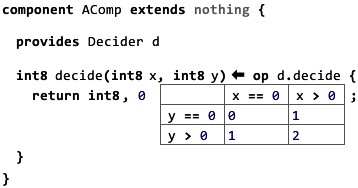 component AComp extends nothing {
provides Decider d
int8 decide(int8 x, int8 y) ⬅ op d.decide {
return int8, 0 x == 0 x > 0 ;
y == 0 0 1
y > 0 1 2
}
}